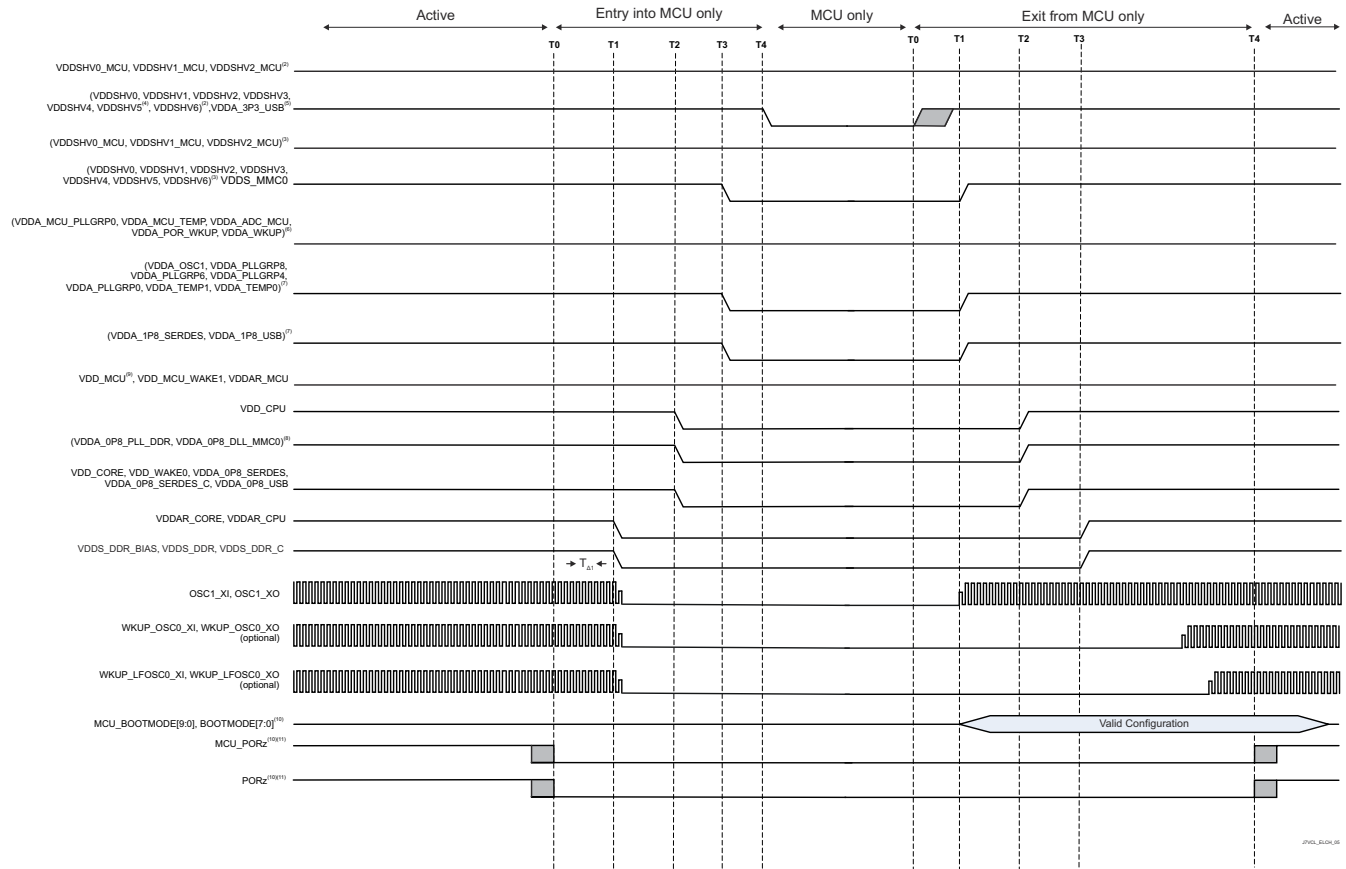 Active
Entry into MCU only
MCU only
Exit from MCU only
Active
T0
T1
T2
T3
T4
T0
T1
T2
T3
T4
VDDSHV0_MCU, VDDSHV1_MCU, VDDSHV2_MCU(2)
(VDDSHV0, VDDSHV1, VDDSHV2, VDDSHV3,
VDDSHV4, VDDSHV5(4), VDDSHV6)(2),VDDA_3P3_USB(5)
(VDDSHV0_MCU, VDDSHV1_MCU, VDDSHV2_MCU)(3)
(VDDSHV0, VDDSHV1, VDDSHV2, VDDSHV3,
VDDSHV4, VDDSHV5, VDDSHV6)(3) VDDS_MMC0
(VDDA_MCU_PLLGRP0, VDDA_MCU_TEMP, VDDA_ADC_MCU,
VDDA_POR_WKUP, VDDA_WKUP)(6)
(VDDA_OSC1, VDDA_PLLGRP8,
VDDA_PLLGRP6, VDDA_PLLGRP4,
VDDA_PLLGRP0, VDDA_TEMP1, VDDA_TEMP0)(7)
(VDDA_1P8_SERDES, VDDA_1P8_USB)(7)
VDD_MCU(9), VDD_MCU_WAKE1, VDDAR_MCU
VDD_CPU
(VDDA_0P8_PLL_DDR, VDDA_0P8_DLL_MMC0)(8)
VDD_CORE, VDD_WAKE0, VDDA_0P8_SERDES,
VDDA_0P8_SERDES_C, VDDA_0P8_USB
VDDAR_CORE, VDDAR_CPU
VDDS_DDR_BIAS, VDDS_DDR, VDDS_DDR_C
TΔ1
OSC1_XI, OSC1_XO
WKUP_OSC0_XI, WKUP_OSC0_XO
(optional)
WKUP_LFOSC0_XI, WKUP_LFOSC0_XO
(optional)
MCU_BOOTMODE[9:0], BOOTMODE[7:0](10)
Valid Configuration
MCU_PORz(10)(11)
PORz(10)(11)
J7VCL_ELCH_05